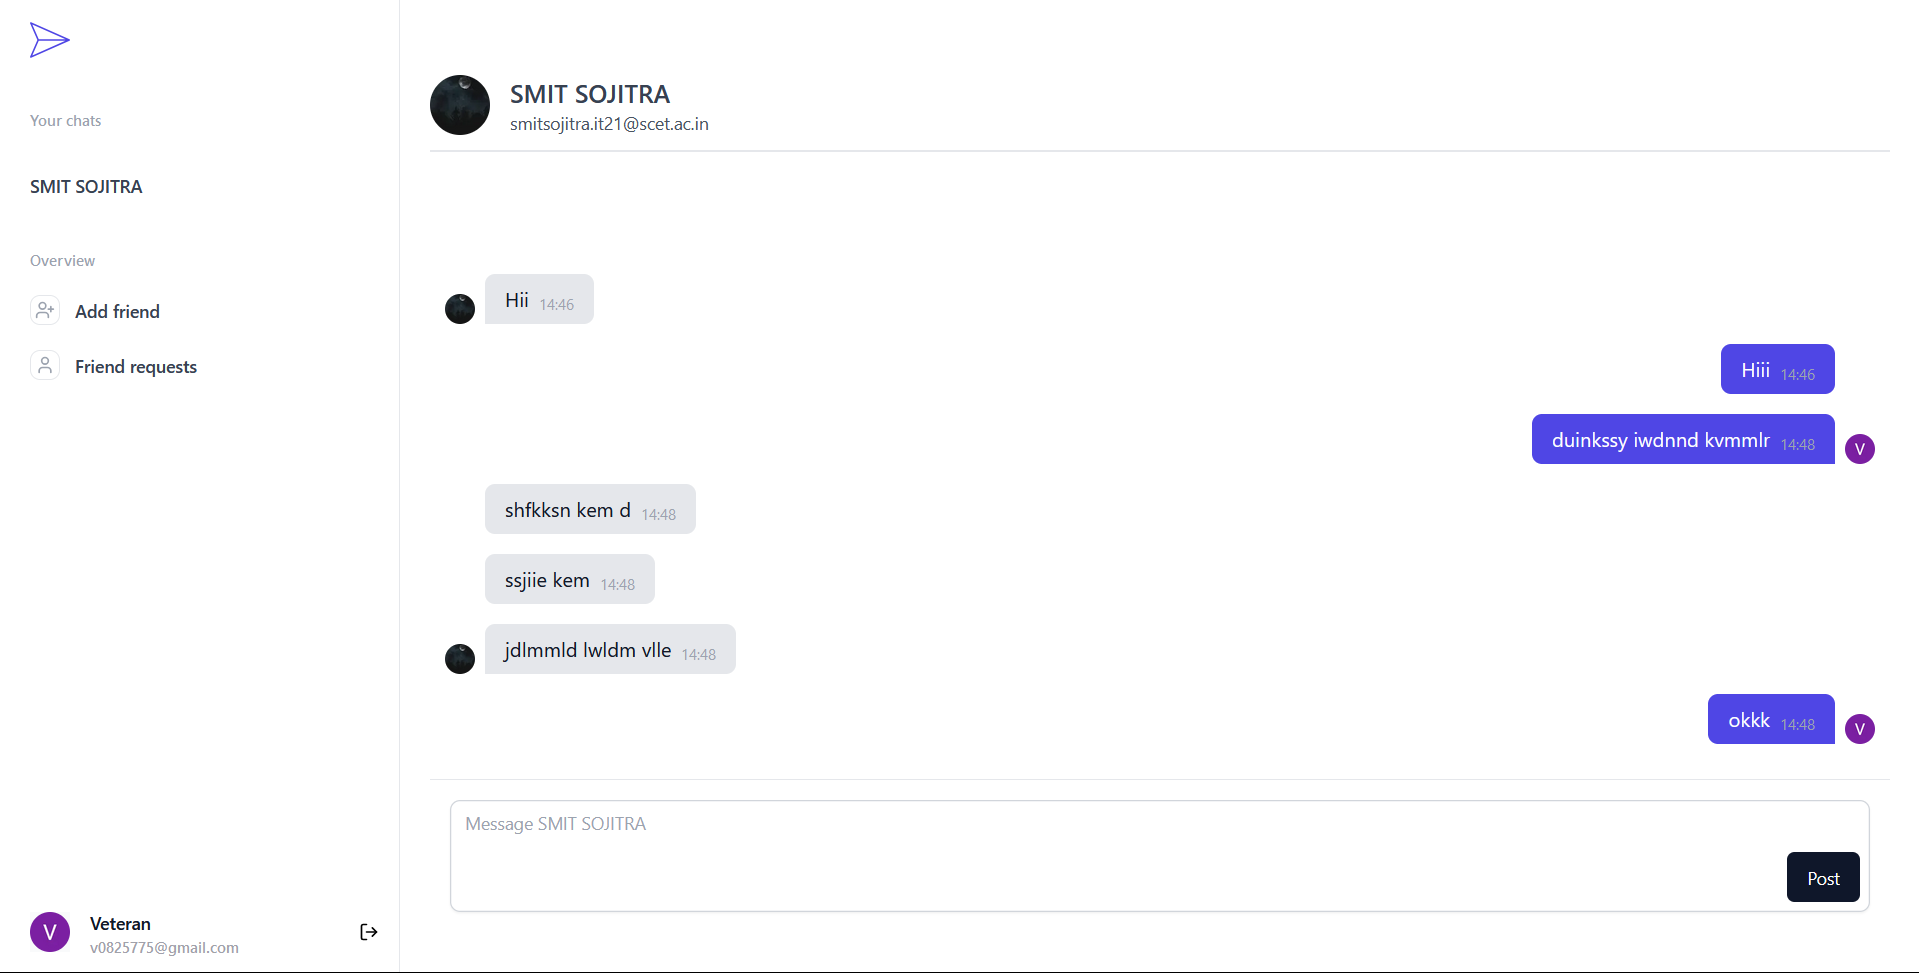 Your chats
SMIT SOJITRA
Overview
Add friend
Friend requests
V
Veteran
v0825775@gmail.com
SMIT SOJITRA
smitsojitra.it21@scet.ac.in
Hii 14:46
Hiii 14:46
duinkssy iwdnnd kvmmlr 14:48 V
shfkksn kem d 14:48
ssjiie kem 14:48
jdlmmld lwldm vlle 14:48
okkk 14:48 V
Message SMIT SOJITRA
Post